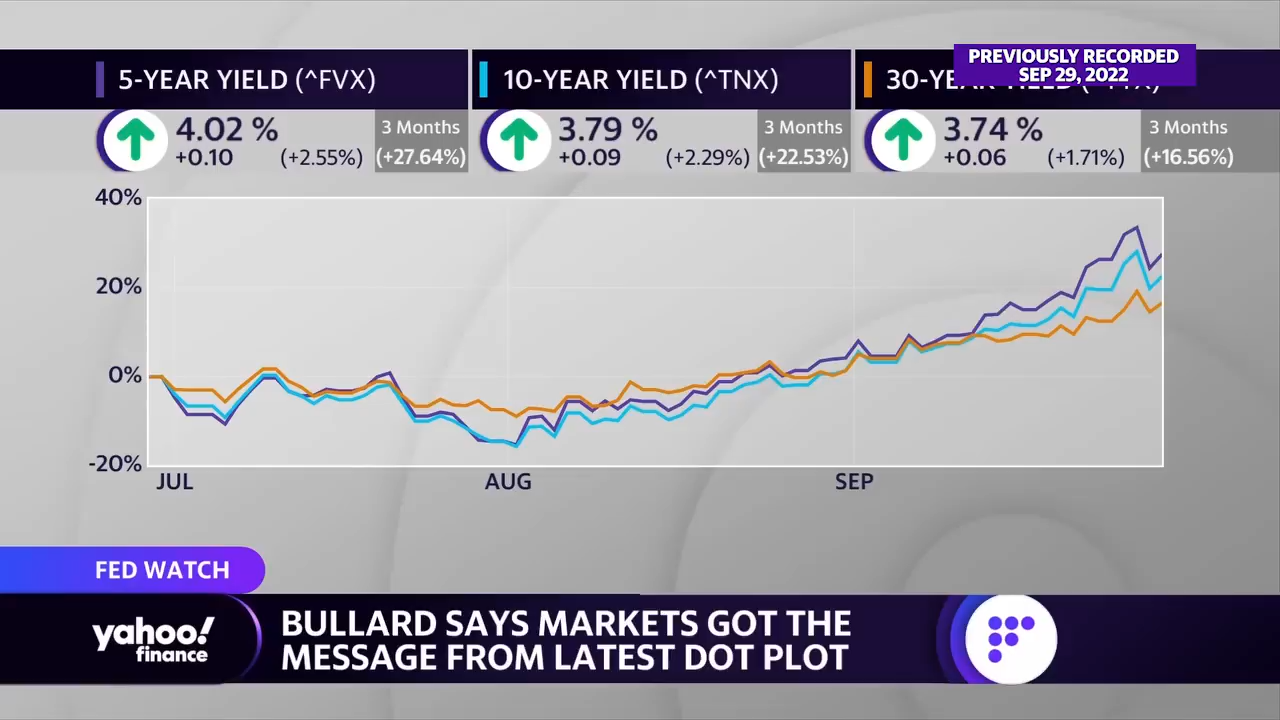 PREVIOUSLY RECORDED
SEP 29, 2022
5-YEAR YIELD (^FVX)
10-YEAR YIELD (^TNX)
30-YEAR YIELD
4.02 %
+0.10 (+2.55%)
3 Months
(+27.64%)
3.79 %
+0.09 (+2.29%)
3 Months
(+22.53%)
3.74 %
+0.06 (+1.71%)
3 Months
(+16.56%)
40%
20%
0%
-20%
JUL AUG SEP
FED WATCH
yahoo!
finance
BULLARD SAYS MARKETS GOT THE
MESSAGE FROM LATEST DOT PLOT